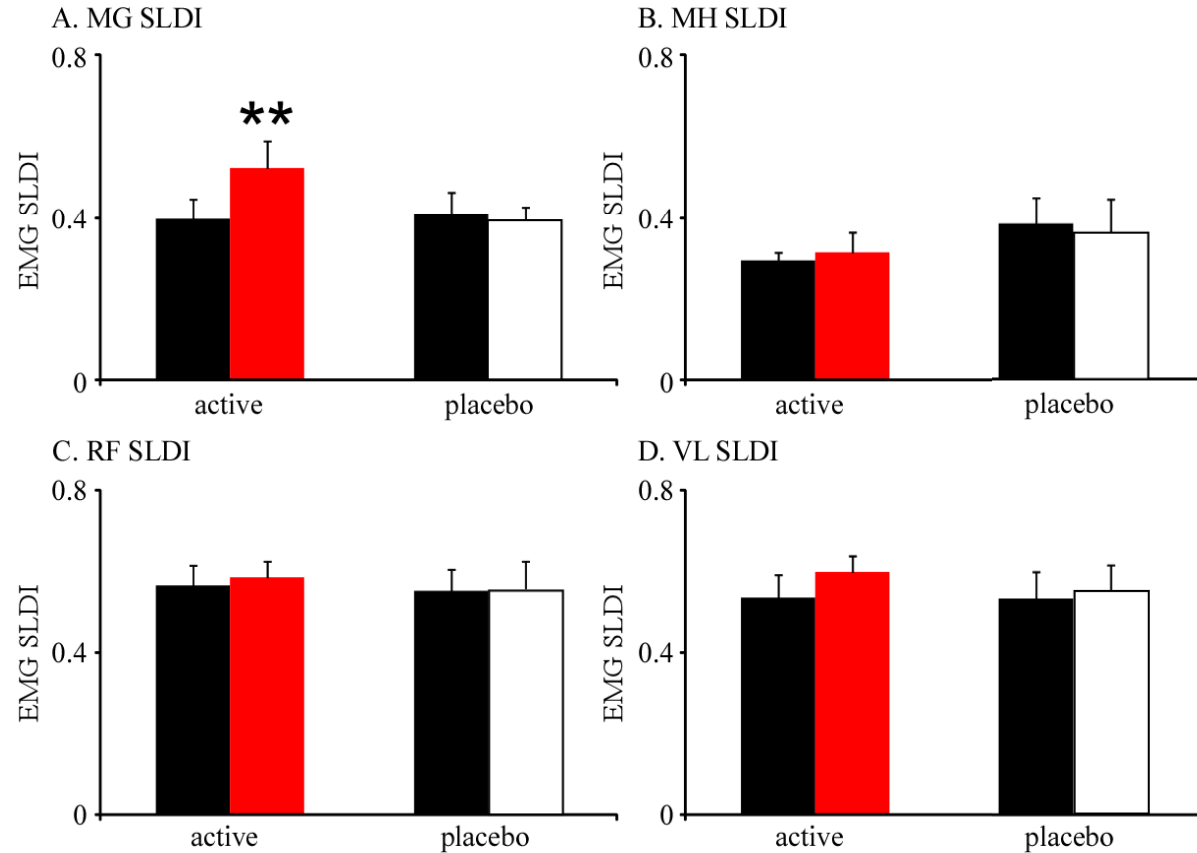 A. MG SLDI
0.8
**
0.4
0
EMG SLDI
active
placebo
B. MH SLDI
0.8
0.4
0
EMG SLDI
active
placebo
C. RF SLDI
0.8
0.4
0
EMG SLDI
active
placebo
D. VL SLDI
0.8
0.4
0
EMG SLDI
active
placebo